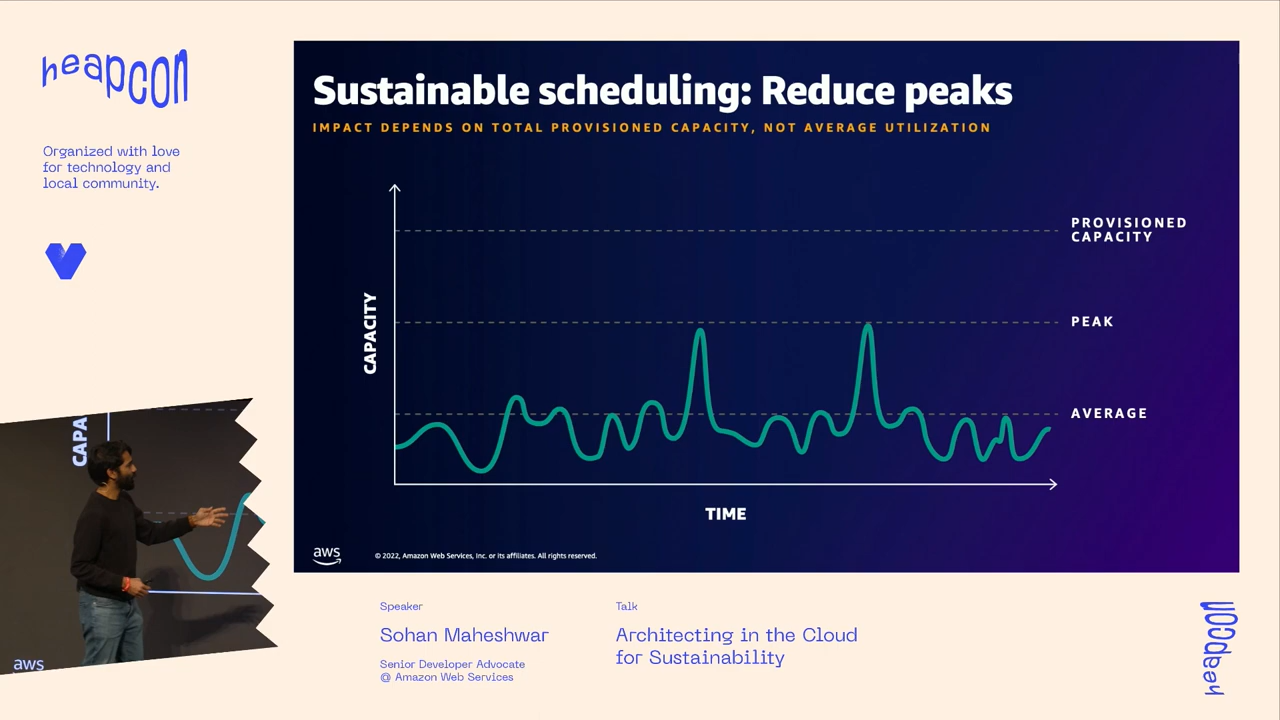 heapcon
Organized with love
for technology and
local community.
Sustainable scheduling: Reduce peaks
IMPACT DEPENDS ON TOTAL PROVISIONED CAPACITY, NOT AVERAGE UTILIZATION
PROVISIONED
CAPACITY
PEAK
AVERAGE
CAPACITY
TIME
aws
© 2022, Amazon Web Services, Inc. or its affiliates. All rights reserved.
CAPA
aws
Speaker
Sohan Maheshwar
Senior Developer Advocate
@ Amazon Web Services
Talk
Architecting in the Cloud
for Sustainability
heapcon